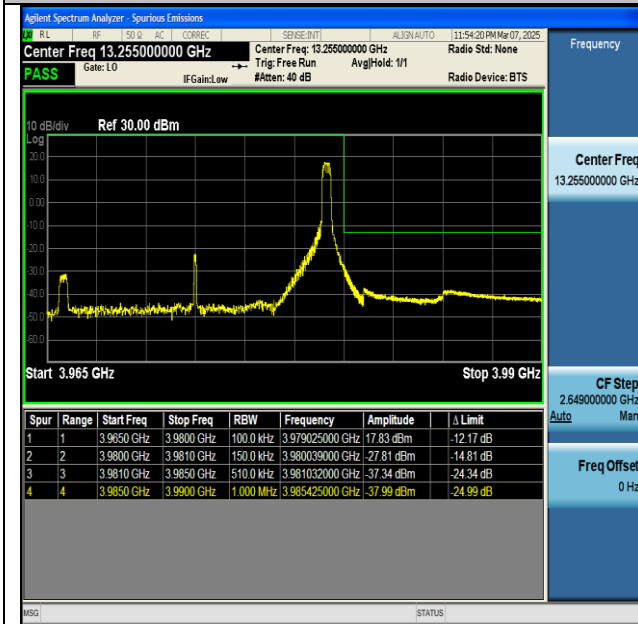 Agilent Spectrum Analyzer - Spurious Emissions
RL RF 50 Ω AC CORREC SENSE:INT ALIGN AUTO 11:54:20 PM Mar 07, 2025
Center Freq 13.255000000 GHz
Center Freq: 13.255000000 GHz
Radio Std: None
Trig: Free Run Avg|Hold: 1/1
PASS
Gate: LO
IFGain:Low
#Atten: 40 dB
Radio Device: BTS
10 dB/div Ref 30.00 dBm
Log
20.0
10.0
0.00
-10.0
-20.0
-30.0
-40.0
-50.0
-60.0
Start 3.965 GHz Stop 3.99 GHz
Spur Range Start Freq Stop Freq RBW Frequency Amplitude Δ Limit
1 1 3.9650 GHz 3.9800 GHz 100.0 kHz 3.979025000 GHz 17.83 dBm -12.17 dB
2 2 3.9800 GHz 3.9810 GHz 150.0 kHz 3.980039000 GHz -27.81 dBm -14.81 dB
3 3 3.9810 GHz 3.9850 GHz 510.0 kHz 3.981032000 GHz -37.34 dBm -24.34 dB
4 4 3.9850 GHz 3.9900 GHz 1.000 MHz 3.985425000 GHz -37.99 dBm -24.99 dB
MSG STATUS
Frequency
Center Freq
13.255000000 GHz
CF Step
2.649000000 GHz
Auto Man
Freq Offset
0 Hz